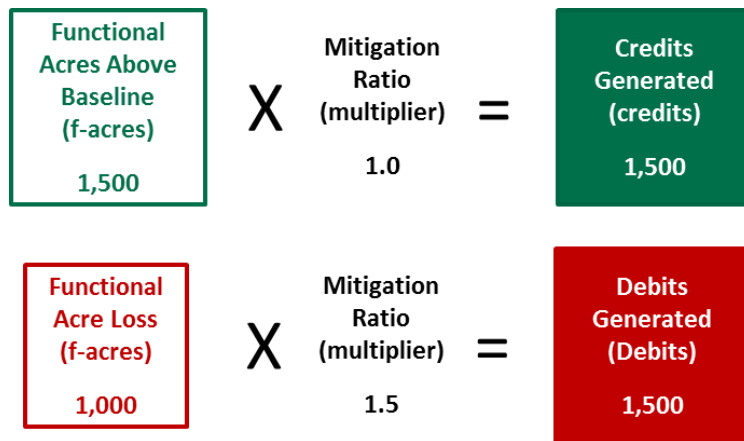 Functional
Acres Above
Baseline
(f-acres)
1,500
X
Mitigation
Ratio
(multiplier)
1.0
=
Credits
Generated
(credits)
1,500
Functional
Acre Loss
(f-acres)
1,000
X
Mitigation
Ratio
(multiplier)
1.5
=
Debits
Generated
(Debits)
1,500